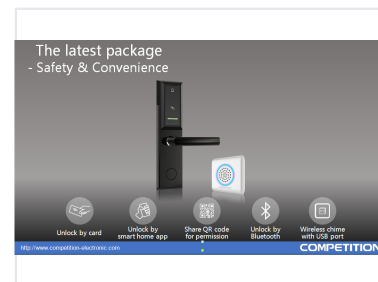 The latest package
- Safety & Convenience
Unlock by card
Unlock by
smart home app
Share QR code
for permission
Unlock by
Bluetooth
Wireless chime
with USB port
http://www.competition-electronic.com
COMPETITION